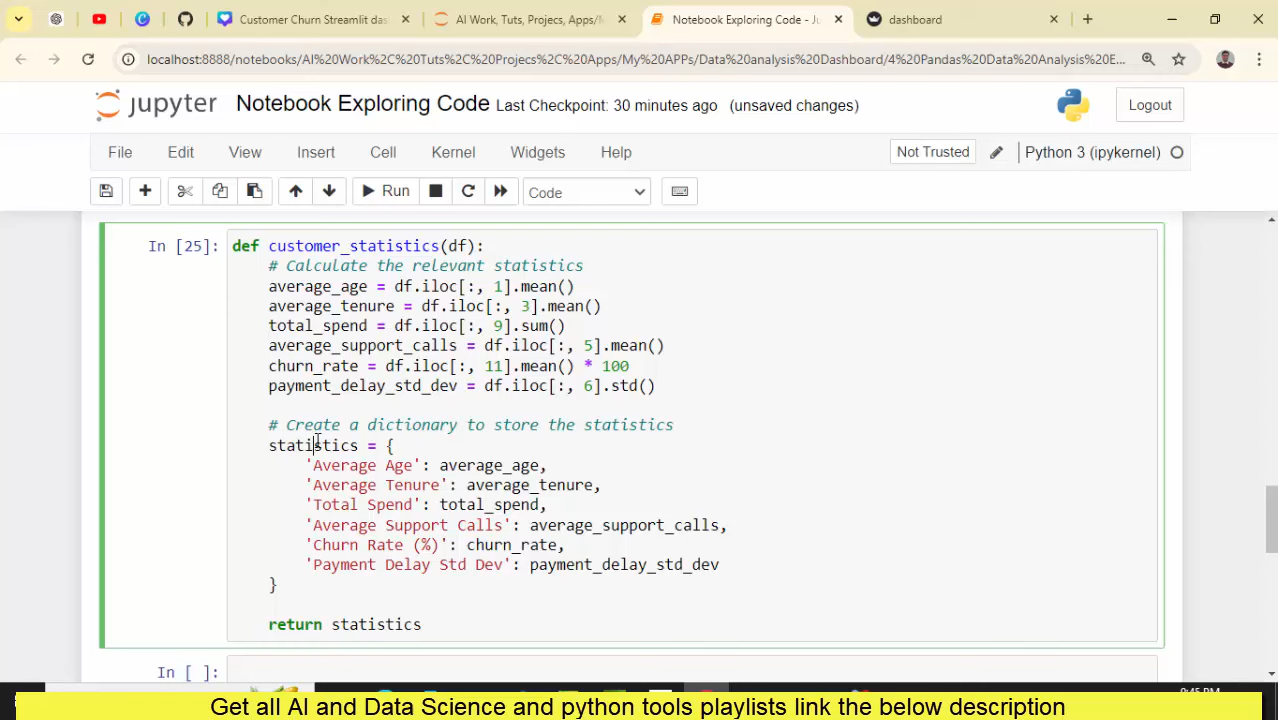 Customer Churn Streamlit das
AI Work, Tuts, Projecs, Apps/M
Notebook Exploring Code - Ju
dashboard
localhost:8888/notebooks/AI%20Work%2C%20Tuts%2C%20Projecs%2C%20Apps/My%20APPs/Data%20analysis%20Dashboard/4%20Pandas%20Data%20Analysis%20E...
jupyter Notebook Exploring Code Last Checkpoint: 30 minutes ago (unsaved changes)
Logout
File Edit View Insert Cell Kernel Widgets Help
Not Trusted
Python 3 (ipykernel)
Run
Code
In [25]:
def customer_statistics(df):
# Calculate the relevant statistics
average_age = df.iloc[:, 1].mean()
average_tenure = df.iloc[:, 3].mean()
total_spend = df.iloc[:, 9].sum()
average_support_calls = df.iloc[:, 5].mean()
churn_rate = df.iloc[:, 11].mean() * 100
payment_delay_std_dev = df.iloc[:, 6].std()
# Create a dictionary to store the statistics
statistics = {
'Average Age': average_age,
'Average Tenure': average_tenure,
'Total Spend': total_spend,
'Average Support Calls': average_support_calls,
'Churn Rate (%)': churn_rate,
'Payment Delay Std Dev': payment_delay_std_dev
}
return statistics
In [ ]:
Get all AI and Data Science and python tools playlists link the below description